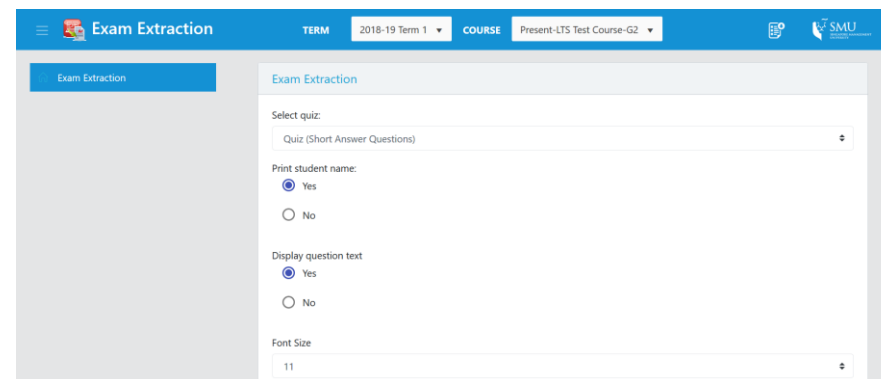 Exam Extraction TERM 2018-19 Term 1 COURSE Present-LTS Test Course-G2 SMU
Exam Extraction
Exam Extraction
Select quiz:
Quiz (Short Answer Questions)
Print student name:
Yes
No
Display question text
Yes
No
Font Size
11